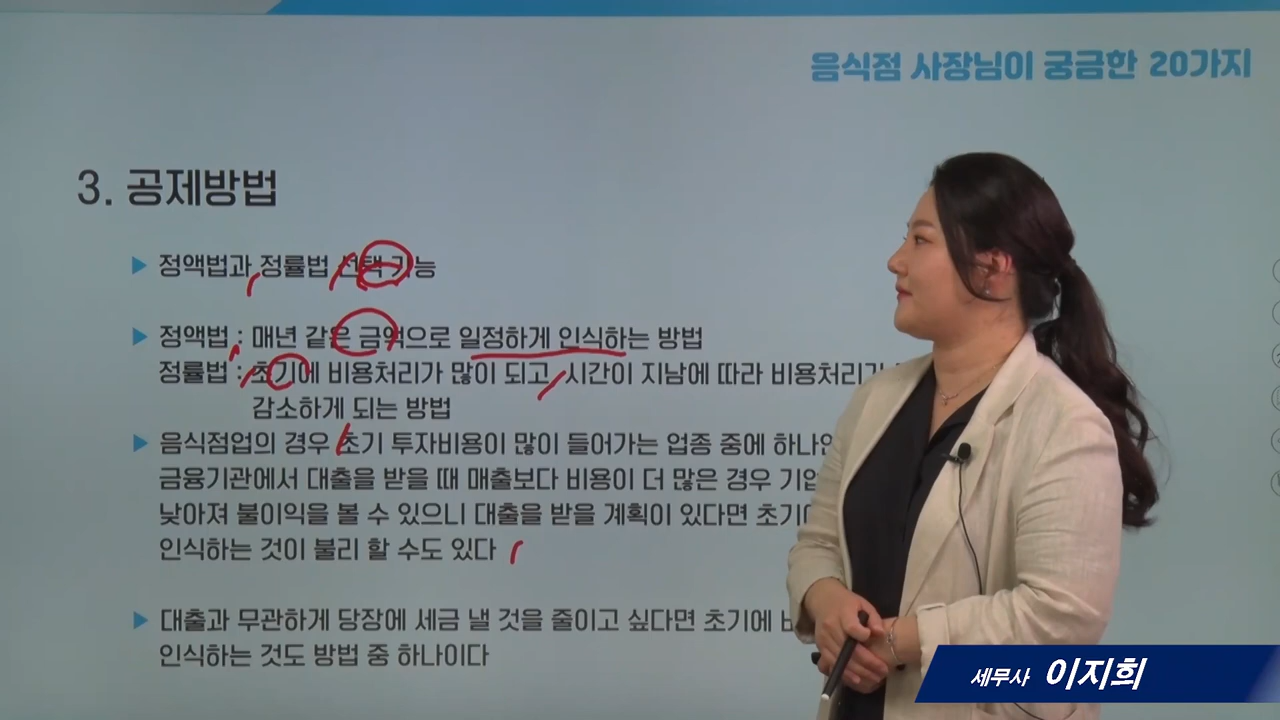 음식점 사장님이 궁금한 20가지
3. 공제방법
▶ 정액법과 정률법 선택 가능
▶ 정액법 : 매년 같은 금액으로 일정하게 인식하는 방법
정률법 : 초기에 비용처리가 많이 되고, 시간이 지남에 따라 비용처리가
감소하게 되는 방법
▶ 음식점업의 경우 초기 투자비용이 많이 들어가는 업종 중에
금융기관에서 대출을 받을 때 매출보다 비용이 더 많은 경우
낮아져 불이익을 볼 수 있으니 대출을 받을 계획이 있다면
인식하는 것이 불리 할 수도 있다
▶ 대출과 무관하게 당장에 세금 낼 것을 줄이고 싶다면 초기에
인식하는 것도 방법 중 하나이다
세무사 이지희